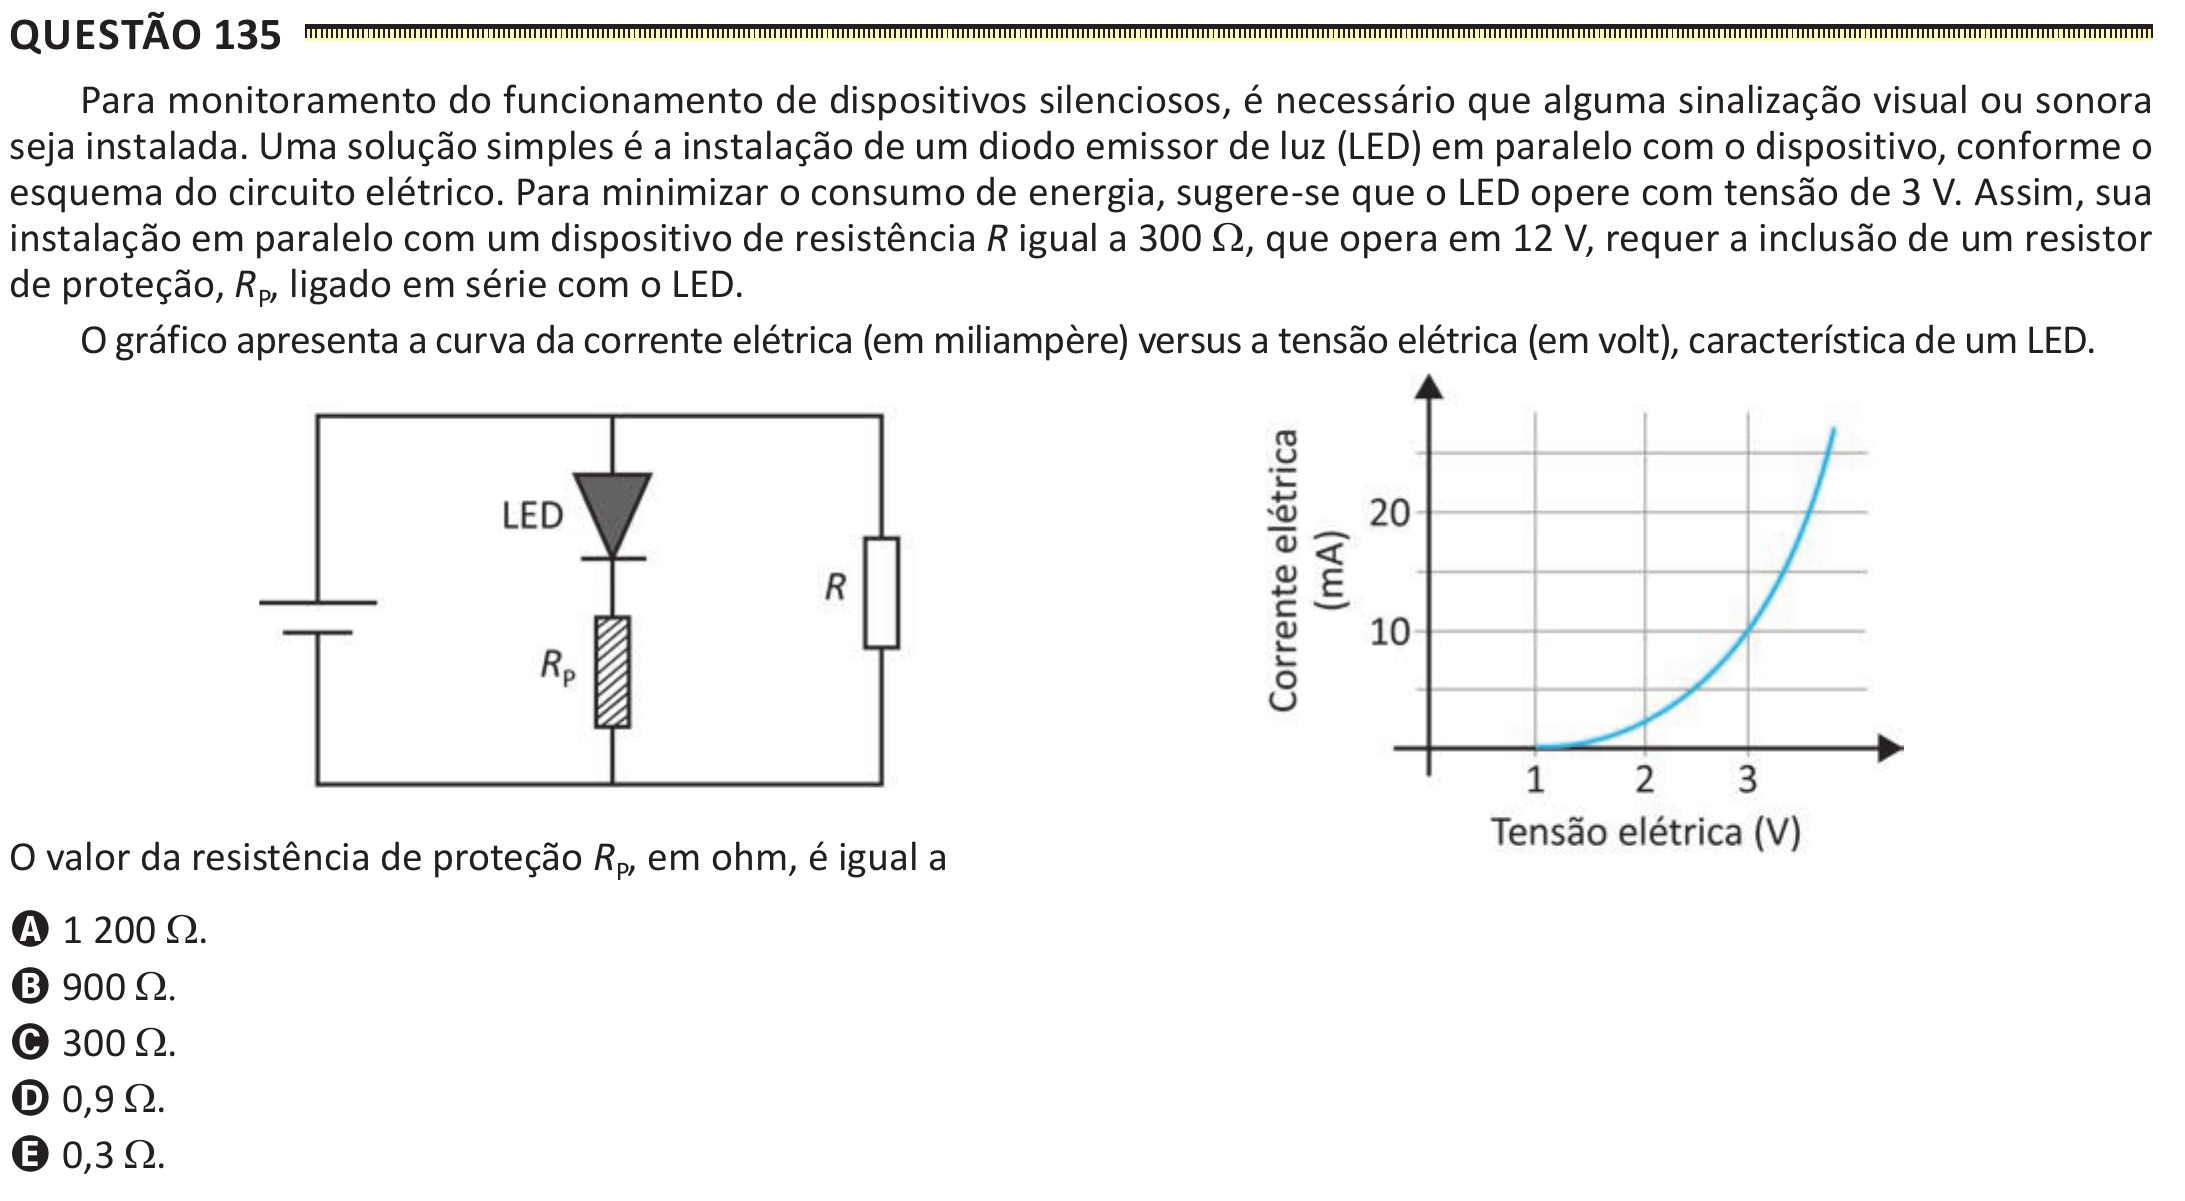 QUESTÃO 135
Para monitoramento do funcionamento de dispositivos silenciosos, é necessário que alguma sinalização visual ou sonora
seja instalada. Uma solução simples é a instalação de um diodo emissor de luz (LED) em paralelo com o dispositivo, conforme o
esquema do circuito elétrico. Para minimizar o consumo de energia, sugere-se que o LED opere com tensão de 3 V. Assim, sua
instalação em paralelo com um dispositivo de resistência R igual a 300 Ω, que opera em 12 V, requer a inclusão de um resistor
de proteção, R_P, ligado em série com o LED.
O gráfico apresenta a curva da corrente elétrica (em miliampère) versus a tensão elétrica (em volt), característica de um LED.
LED
R_P
R
Corrente elétrica
(mA)
20
10
1 2 3
Tensão elétrica (V)
O valor da resistência de proteção R_P, em ohm, é igual a
A 1 200 Ω.
B 900 Ω.
C 300 Ω.
D 0,9 Ω.
E 0,3 Ω.